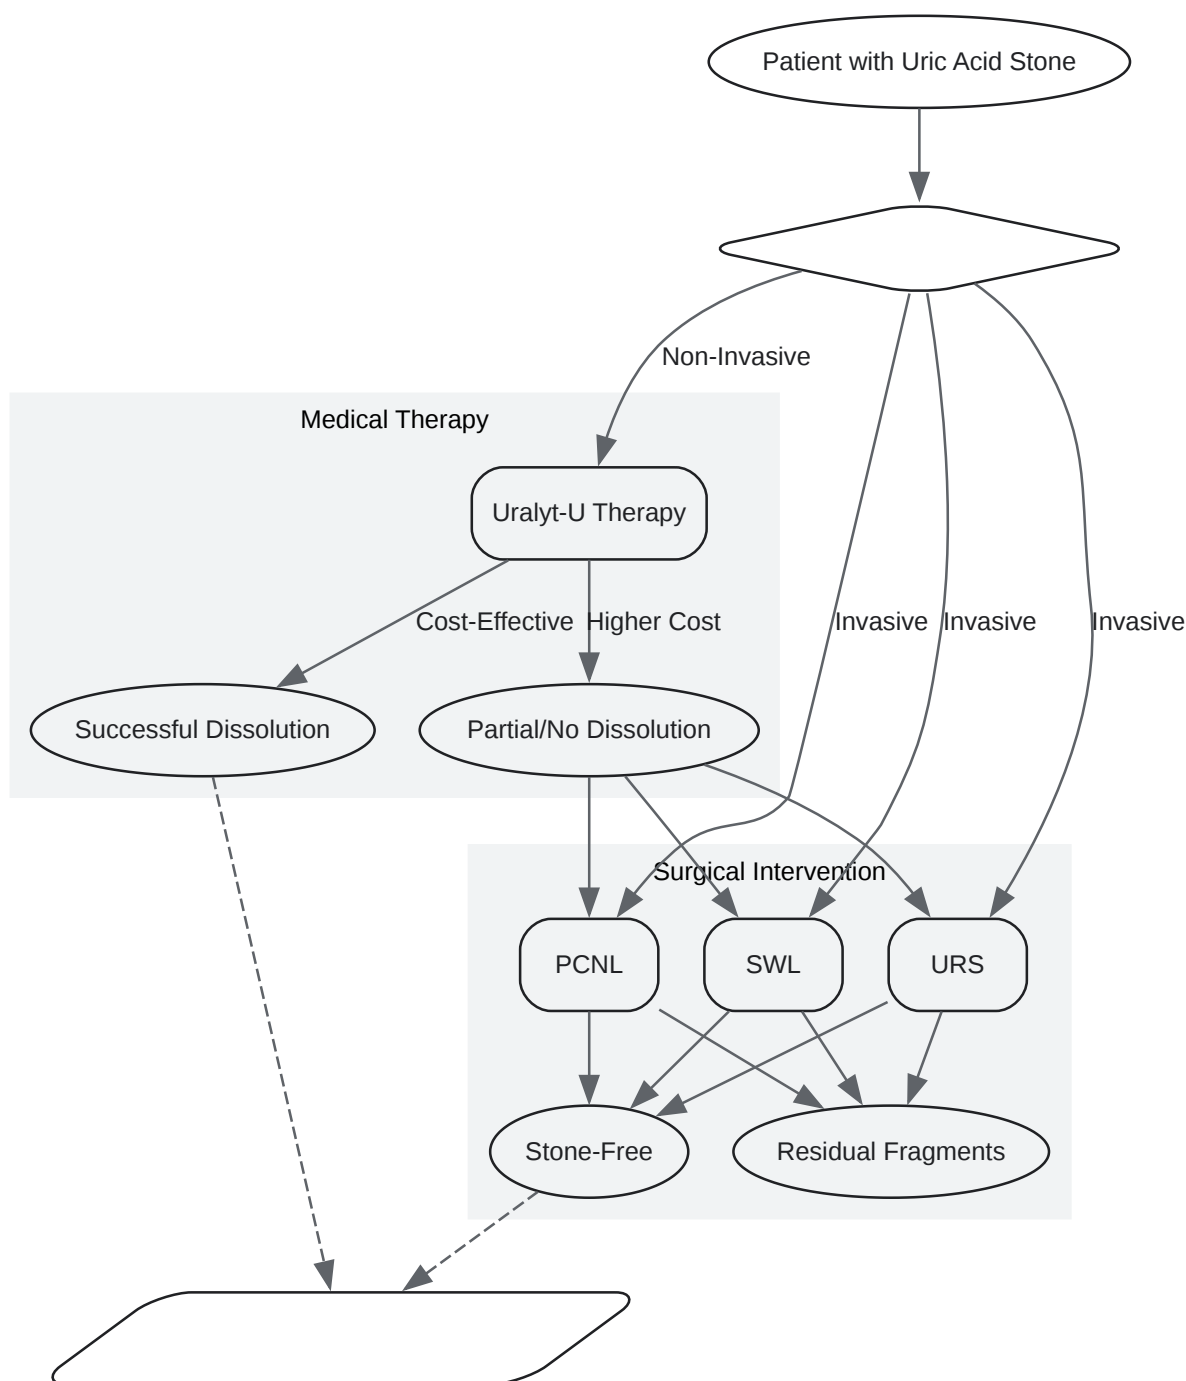 Patient with Uric Acid Stone
Non-Invasive
Medical Therapy
Uralyt-U Therapy
Cost-Effective
Higher Cost
Invasive
Invasive
Invasive
Successful Dissolution
Partial/No Dissolution
Surgical Intervention
PCNL
SWL
URS
Stone-Free
Residual Fragments